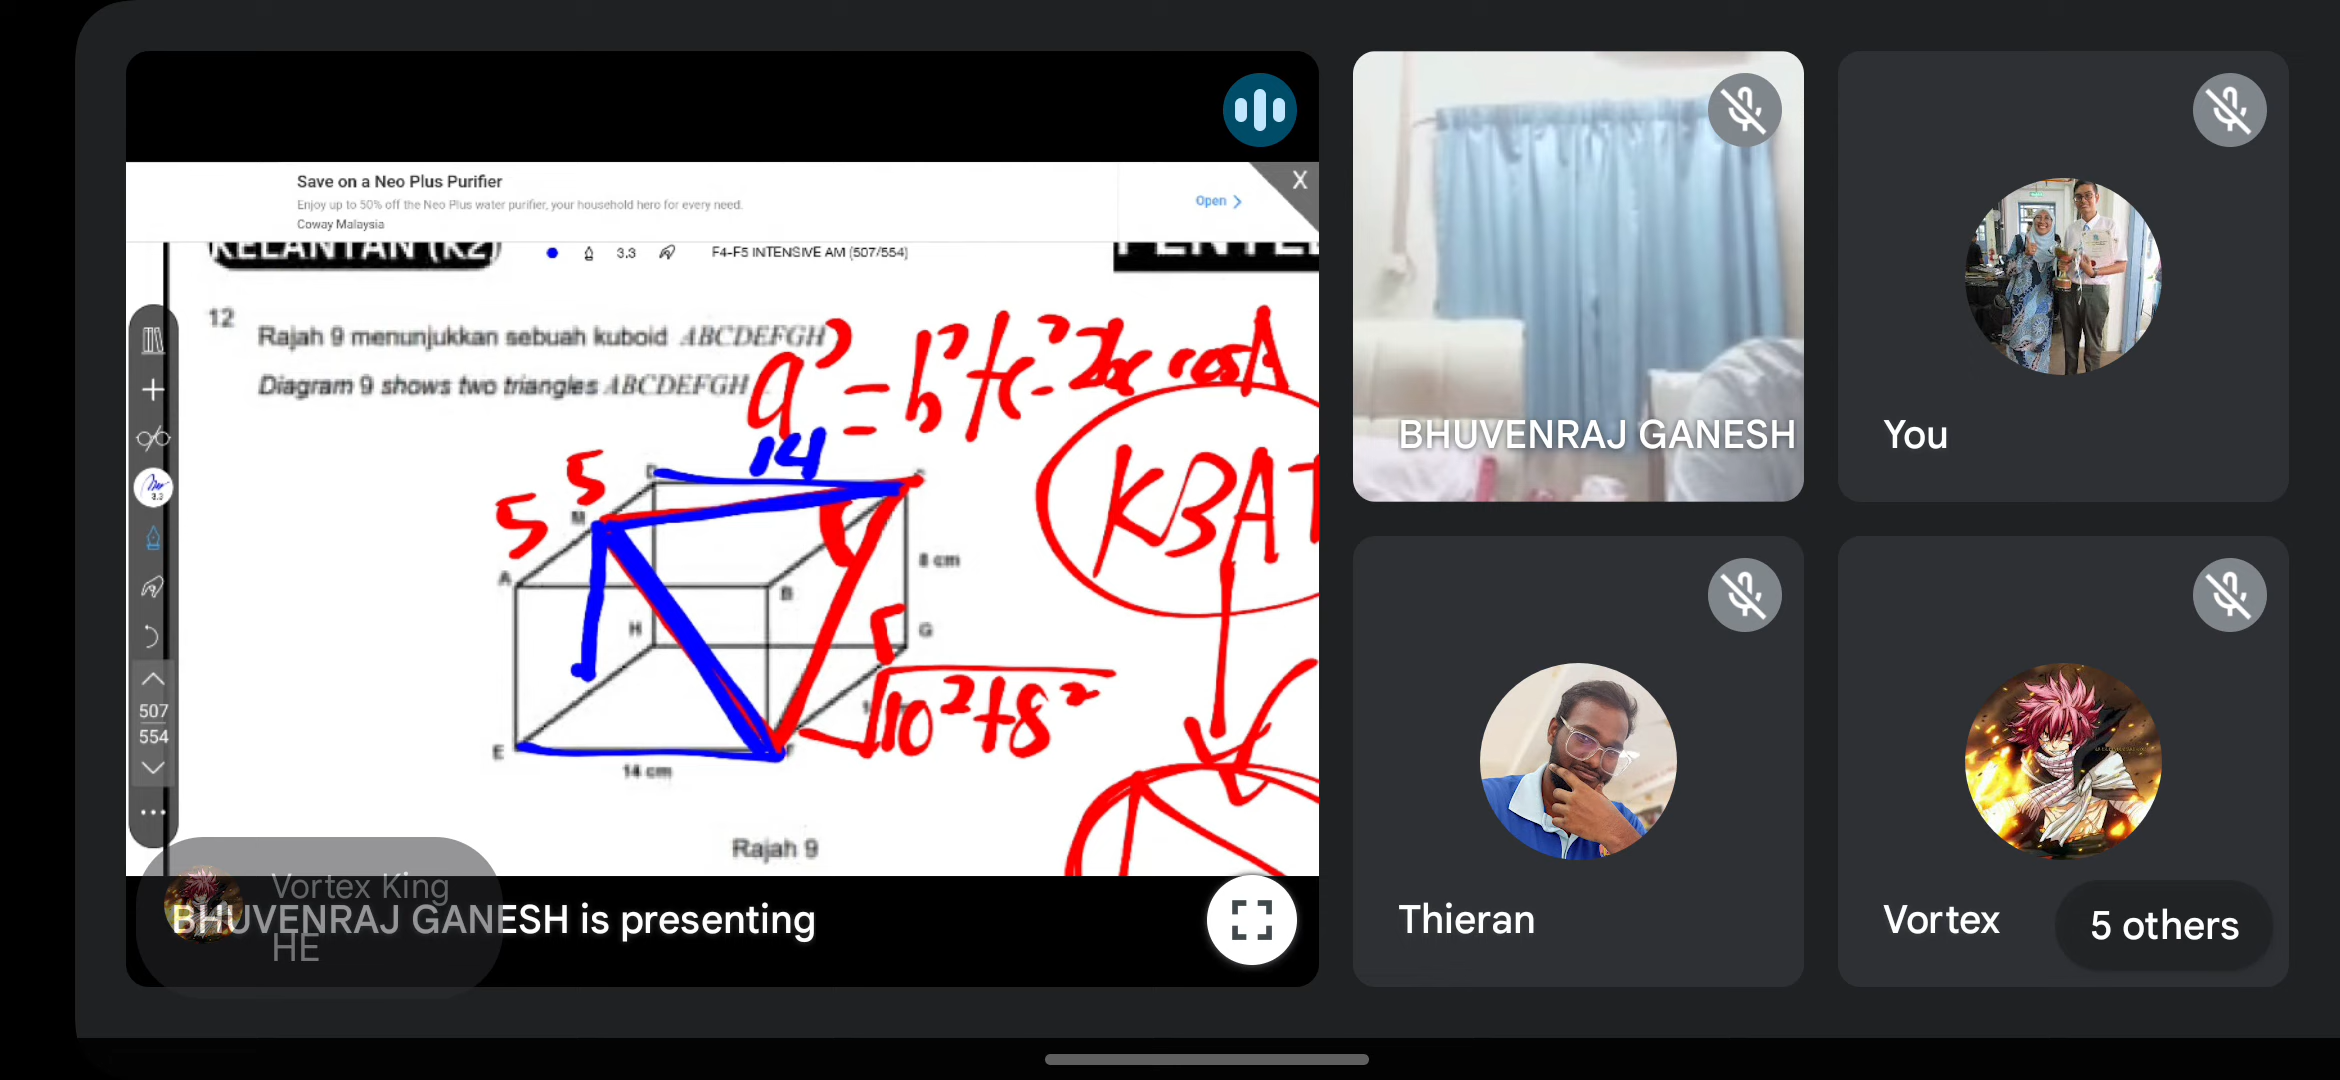 Save on a Neo Plus Purifier
Enjoy up to 50% off the Neo Plus water purifier, your household hero for every need.
Coway Malaysia
Open
X
KELANTAN (K2)
3.3
F4-F5 INTENSIVE AM (507/554)
12
Rajah 9 menunjukkan sebuah kuboid ABCDEFGH
Diagram 9 shows two triangles ABCDEFGH
a² = b²+c²-2bc cosA
KBAT
14
5
5
D
M
A
B
8 cm
H
G
√10²+8²
E
14 cm
Rajah 9
3.3
507
554
Vortex King
HE
BHUVENRAJ GANESH is presenting
BHUVENRAJ GANESH
You
Thieran
Vortex
5 others